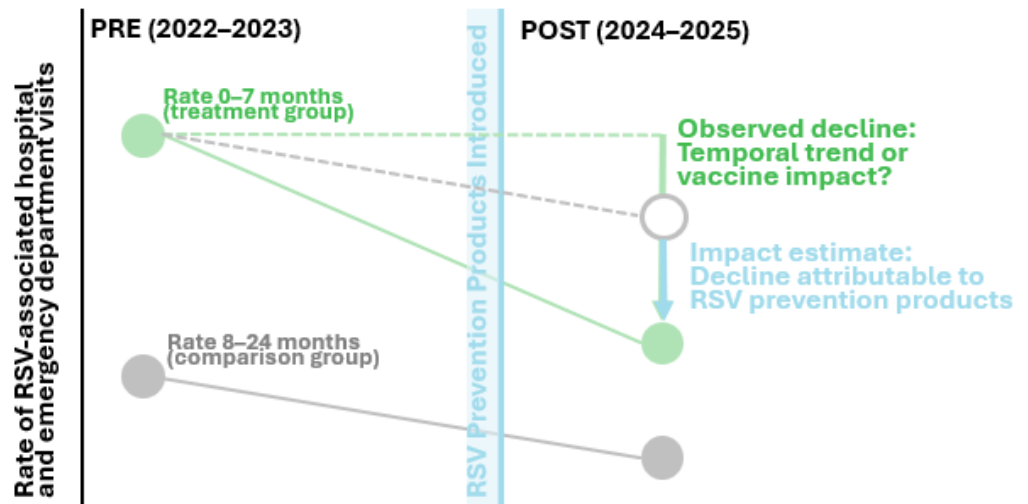 PRE (2022–2023)
POST (2024–2025)
Rate of RSV-associated hospital
and emergency department visits
Rate 0–7 months
(treatment group)
RSV Prevention Products Introduced
Observed decline:
Temporal trend or
vaccine impact?
Impact estimate:
Decline attributable to
RSV prevention products
Rate 8–24 months
(comparison group)